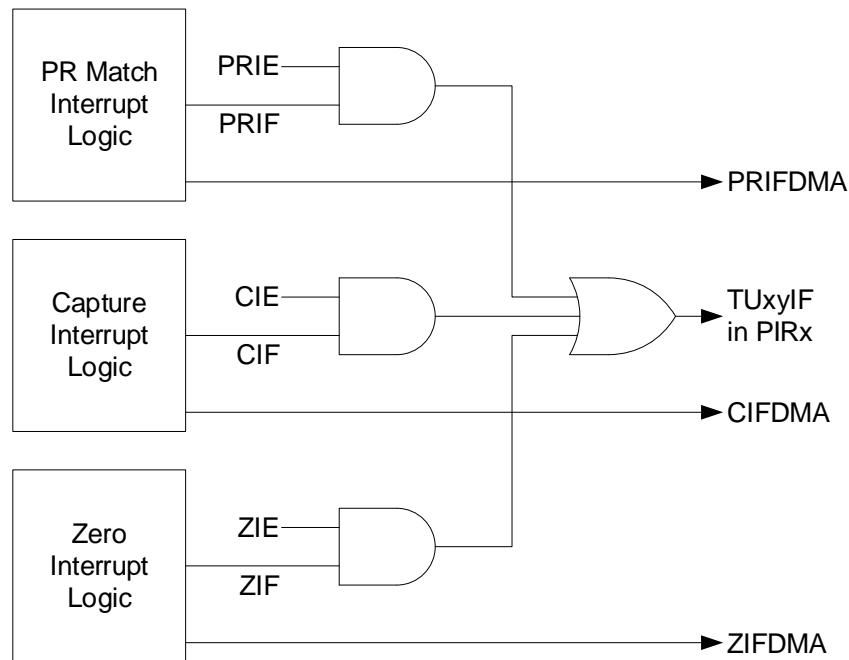 PR Match
Interrupt
Logic
PRIE
PRIF
PRIFDMA
Capture
Interrupt
Logic
CIE
CIF
TUxyIF
in PIRx
CIFDMA
Zero
Interrupt
Logic
ZIE
ZIF
ZIFDMA